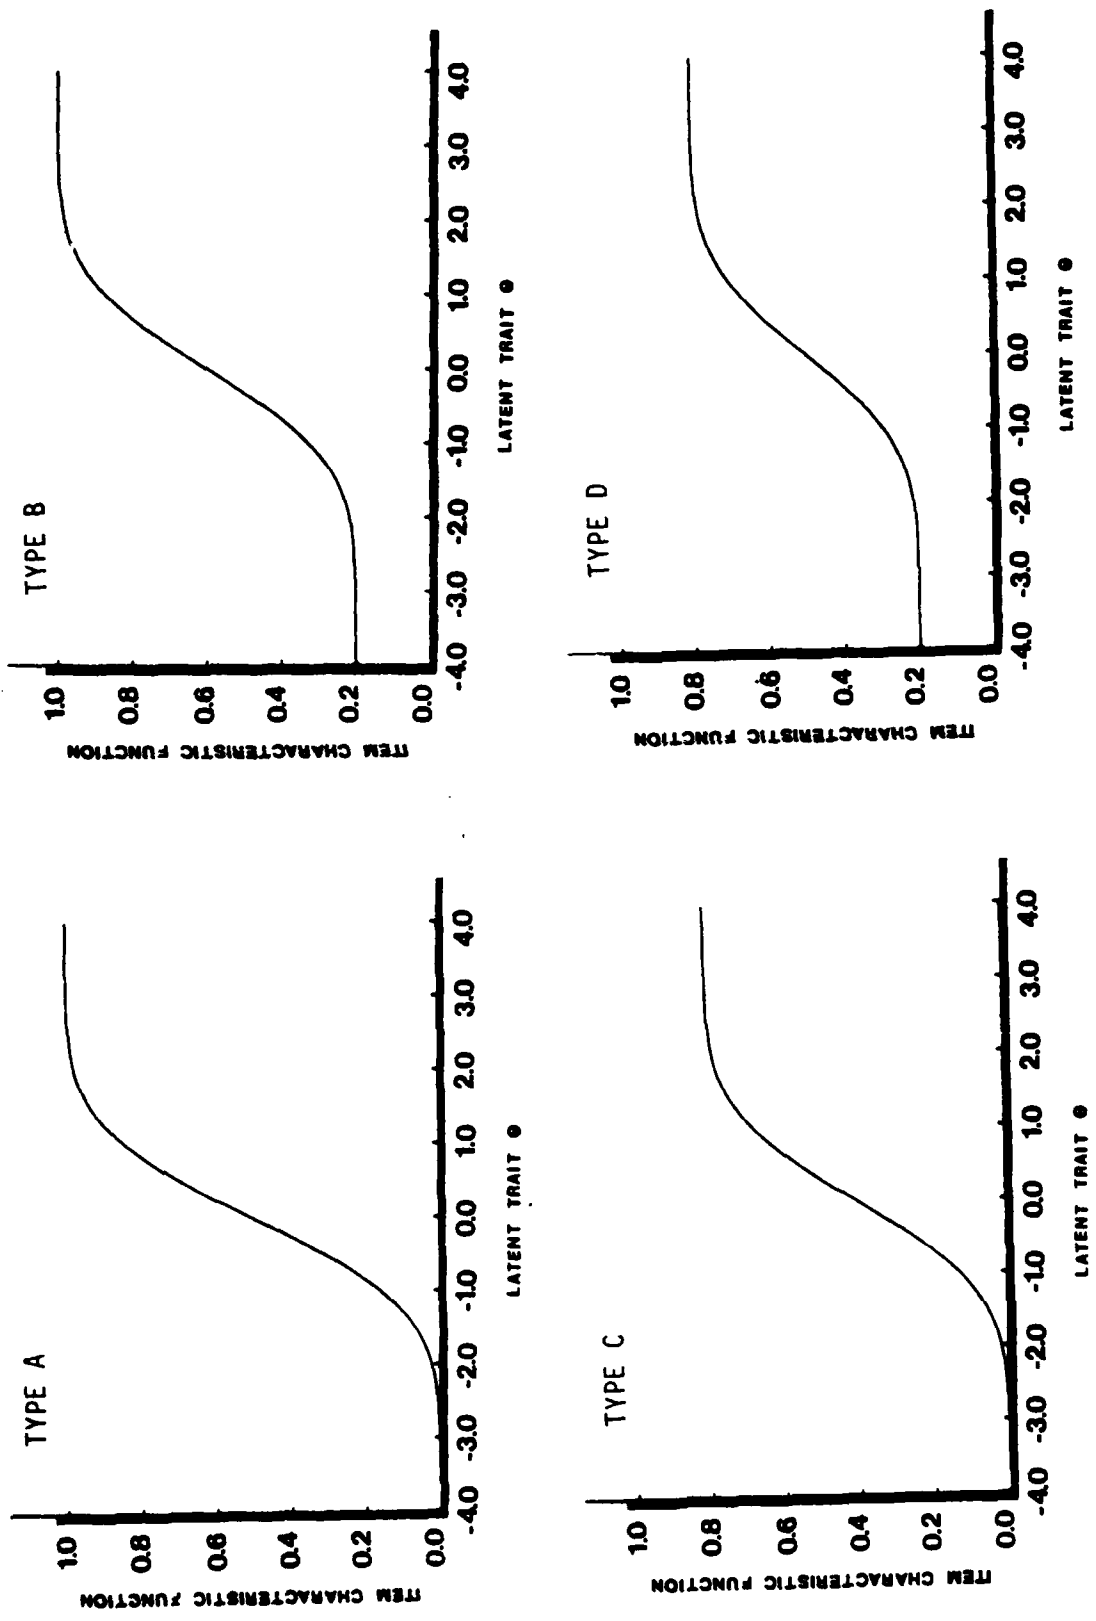 TYPE A
ITEM CHARACTERISTIC FUNCTION
1.0
0.8
0.6
0.4
0.2
0.0
-4.0 -3.0 -2.0 -1.0 0.0 1.0 2.0 3.0 4.0
LATENT TRAIT θ
TYPE B
ITEM CHARACTERISTIC FUNCTION
1.0
0.8
0.6
0.4
0.2
0.0
-4.0 -3.0 -2.0 -1.0 0.0 1.0 2.0 3.0 4.0
LATENT TRAIT θ
TYPE C
ITEM CHARACTERISTIC FUNCTION
1.0
0.8
0.6
0.4
0.2
0.0
-4.0 -3.0 -2.0 -1.0 0.0 1.0 2.0 3.0 4.0
LATENT TRAIT θ
TYPE D
ITEM CHARACTERISTIC FUNCTION
1.0
0.8
0.6
0.4
0.2
0.0
-4.0 -3.0 -2.0 -1.0 0.0 1.0 2.0 3.0 4.0
LATENT TRAIT θ